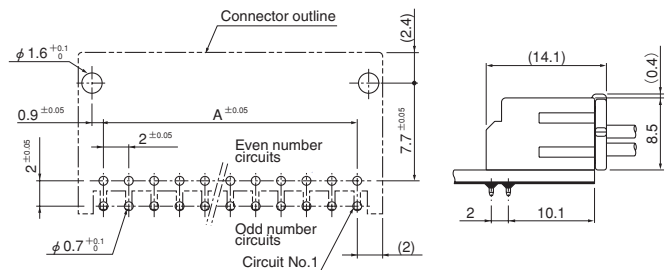 Connector outline
(2.4)
φ1.6 +0.1 0
0.9 ±0.05
A ±0.05
2 ±0.05
7.7 ±0.05
2 ±0.05
Even number
circuits
φ0.7 +0.1 0
Odd number
circuits
Circuit No.1
(2)
(14.1)
(0.4)
8.5
2
10.1